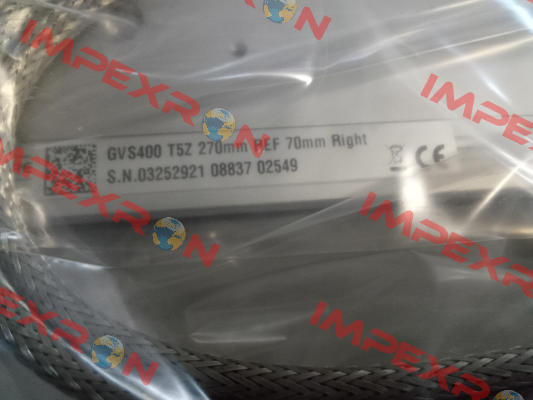 GVS400 T5Z 270mm REF 70mm Right
S.N.03252921 08837 02549
CE
IMPEXRON
IMPEXRON
IMPEXRON
IMPEXRON
IMPEXRON
IMPEXRON